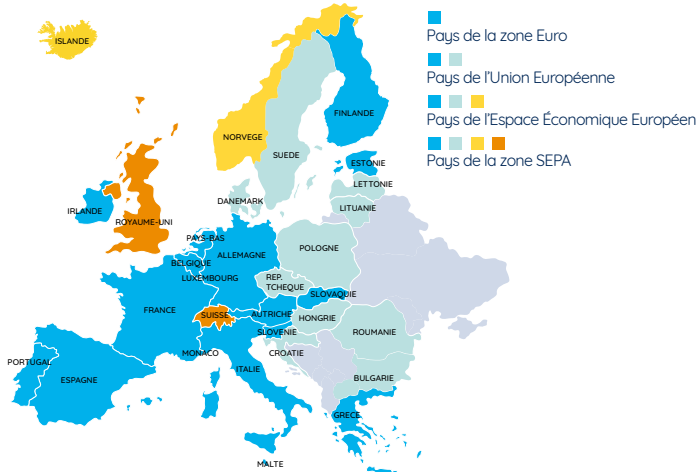 Pays de la zone Euro
Pays de l'Union Européenne
Pays de l'Espace Économique Européen
Pays de la zone SEPA
ISLANDE
FINLANDE
NORVEGE
SUEDE
ESTONIE
LETTONIE
DANEMARK
LITUANIE
IRLANDE
ROYAUME-UNI
PAYS-BAS
POLOGNE
ALLEMAGNE
BELGIQUE
LUXEMBOURG
REP.
TCHEQUE
SLOVAQUIE
FRANCE
SUISSE
AUTRICHE
HONGRIE
SLOVENIE
ROUMANIE
MONACO
CROATIE
PORTUGAL
ITALIE
ESPAGNE
BULGARIE
GRECE
MALTE